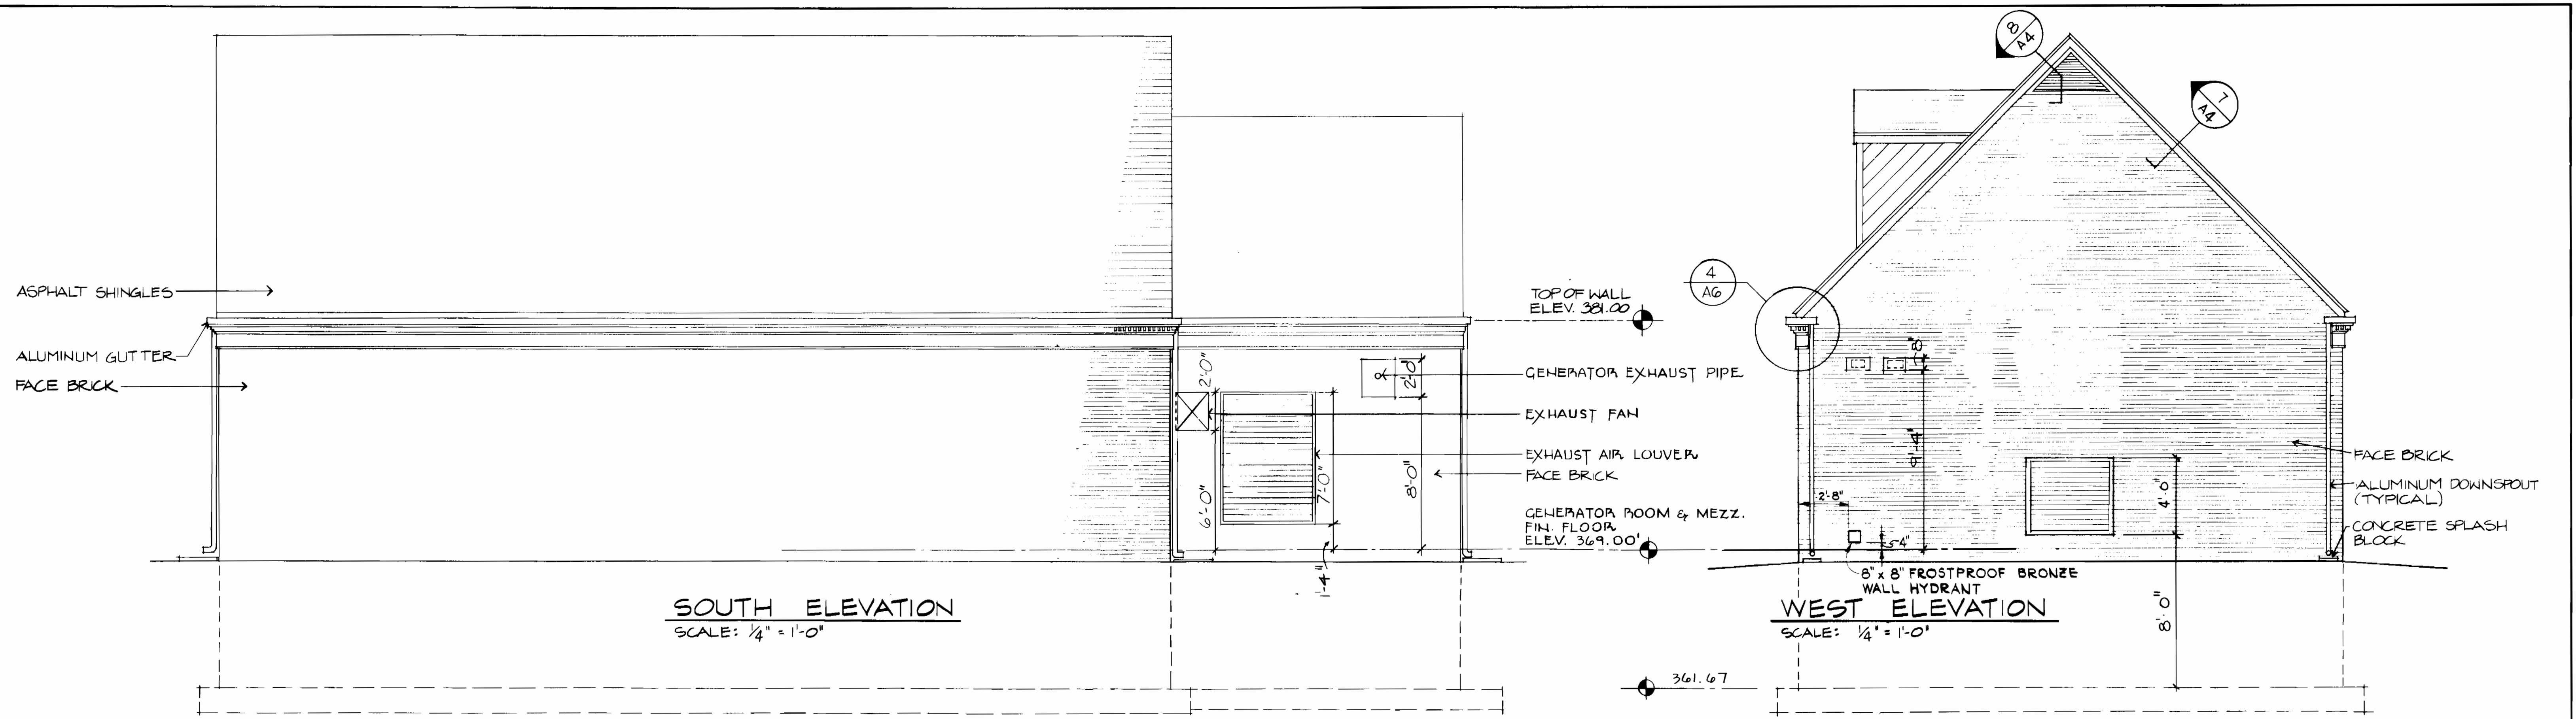 ASPHALT SHINGLES
ALUMINUM GUTTER
FACE BRICK
2'-0"
6'-0"
7'-0"
1'-4"
2'-0"
8'-0"
TOP OF WALL
ELEV. 381.00
GENERATOR EXHAUST PIPE
EXHAUST FAN
EXHAUST AIR LOUVER
FACE BRICK
GENERATOR ROOM & MEZZ.
FIN. FLOOR
ELEV. 369.00'
SOUTH ELEVATION
SCALE: 1/4" = 1'-0"
8
A4
7
A4
4
A6
9'-4"
2'-8"
4'-0"
8'-0"
FACE BRICK
ALUMINUM DOWNSPOUT
(TYPICAL)
CONCRETE SPLASH
BLOCK
8" x 8" FROSTPROOF BRONZE
WALL HYDRANT
WEST ELEVATION
SCALE: 1/4" = 1'-0"
361.67